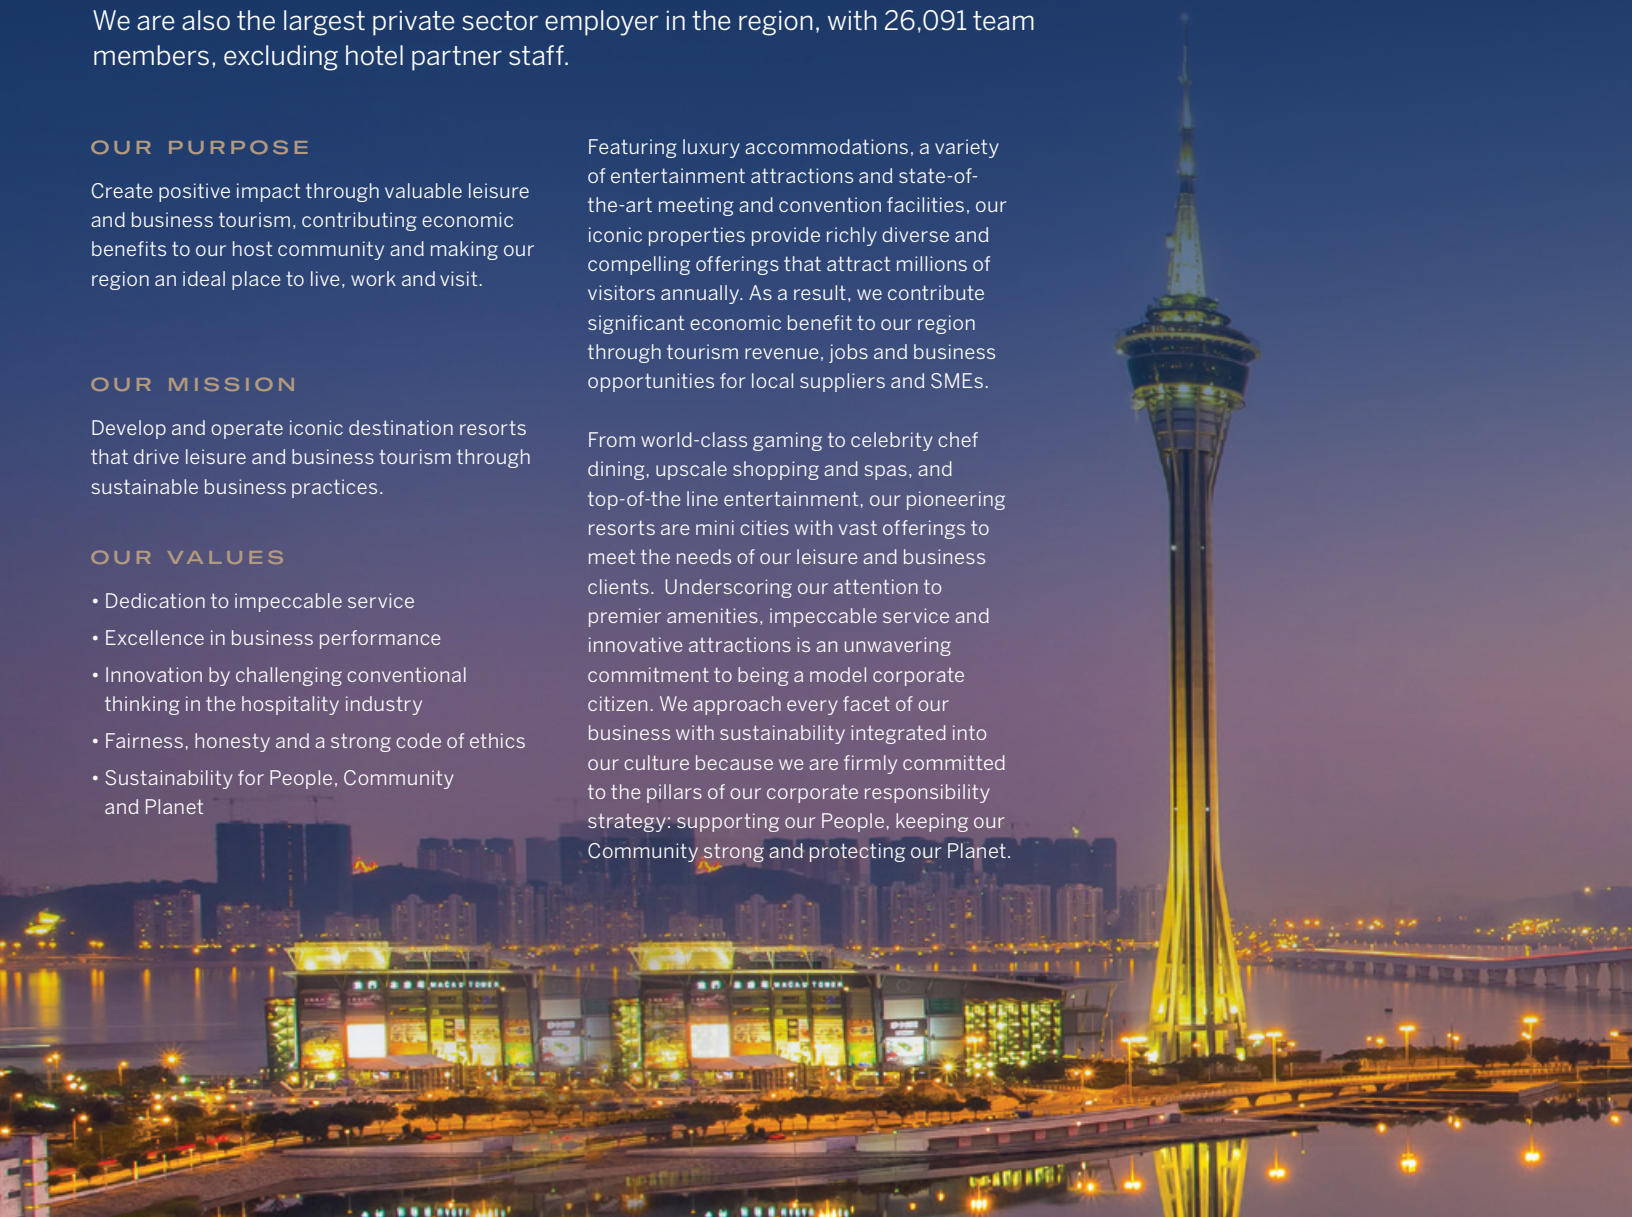 We are also the largest private sector employer in the region, with 26,091 team
members, excluding hotel partner staff.
OUR PURPOSE
Create positive impact through valuable leisure
and business tourism, contributing economic
benefits to our host community and making our
region an ideal place to live, work and visit.
OUR MISSION
Develop and operate iconic destination resorts
that drive leisure and business tourism through
sustainable business practices.
OUR VALUES
• Dedication to impeccable service
• Excellence in business performance
• Innovation by challenging conventional
thinking in the hospitality industry
• Fairness, honesty and a strong code of ethics
• Sustainability for People, Community
and Planet
Featuring luxury accommodations, a variety
of entertainment attractions and state-of-
the-art meeting and convention facilities, our
iconic properties provide richly diverse and
compelling offerings that attract millions of
visitors annually. As a result, we contribute
significant economic benefit to our region
through tourism revenue, jobs and business
opportunities for local suppliers and SMEs.
From world-class gaming to celebrity chef
dining, upscale shopping and spas, and
top-of-the line entertainment, our pioneering
resorts are mini cities with vast offerings to
meet the needs of our leisure and business
clients.  Underscoring our attention to
premier amenities, impeccable service and
innovative attractions is an unwavering
commitment to being a model corporate
citizen. We approach every facet of our
business with sustainability integrated into
our culture because we are firmly committed
to the pillars of our corporate responsibility
strategy: supporting our People, keeping our
Community strong and protecting our Planet.
MACAU TOWER
MACAU TOWER